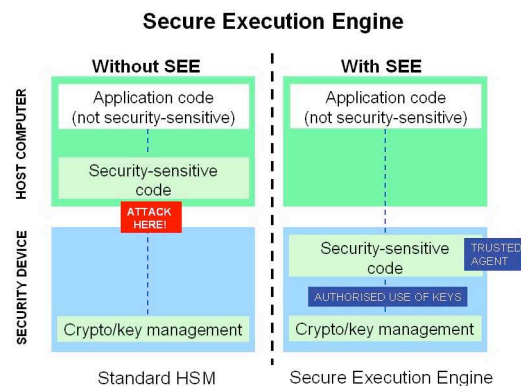 Secure Execution Engine
Without SEE
With SEE
HOST COMPUTER
Application code
(not security-sensitive)
Security-sensitive
code
ATTACK
HERE!
Application code
(not security-sensitive)
SECURITY DEVICE
Crypto/key management
Security-sensitive
code
TRUSTED
AGENT
AUTHORISED USE OF KEYS
Crypto/key management
Standard HSM
Secure Execution Engine